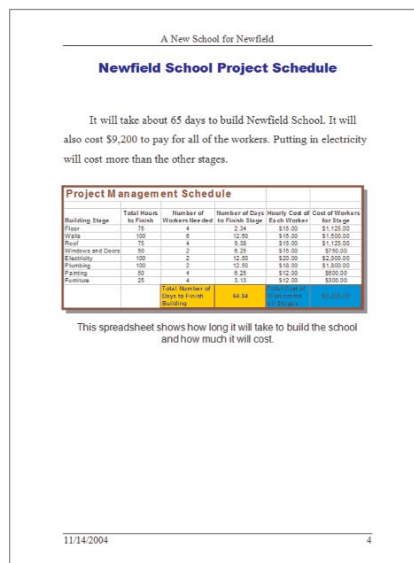 A New School for Newfield
Newfield School Project Schedule
It will take about 65 days to build Newfield School. It will
also cost $9,200 to pay for all of the workers. Putting in electricity
will cost more than the other stages.
Project Management Schedule
Building Stage Total Hours to Finish Number of Workers Needed Number of Days to Finish Stage Hourly Cost of Each Worker Cost of Workers for Stage
Floor 75 4 2.34 $15.00 $1,125.00
Walls 100 6 12.50 $15.00 $1,500.00
Roof 75 4 9.38 $15.00 $1,125.00
Windows and Doors 50 2 6.25 $15.00 $750.00
Electricity 100 2 12.50 $20.00 $2,000.00
Plumbing 100 2 12.50 $18.00 $1,800.00
Painting 50 4 6.25 $12.00 $600.00
Furniture 25 4 3.13 $12.00 $300.00
Total Number of Days to Finish Building 64.84 Total Cost of
This spreadsheet shows how long it will take to build the school
and how much it will cost.
11/14/2004 4